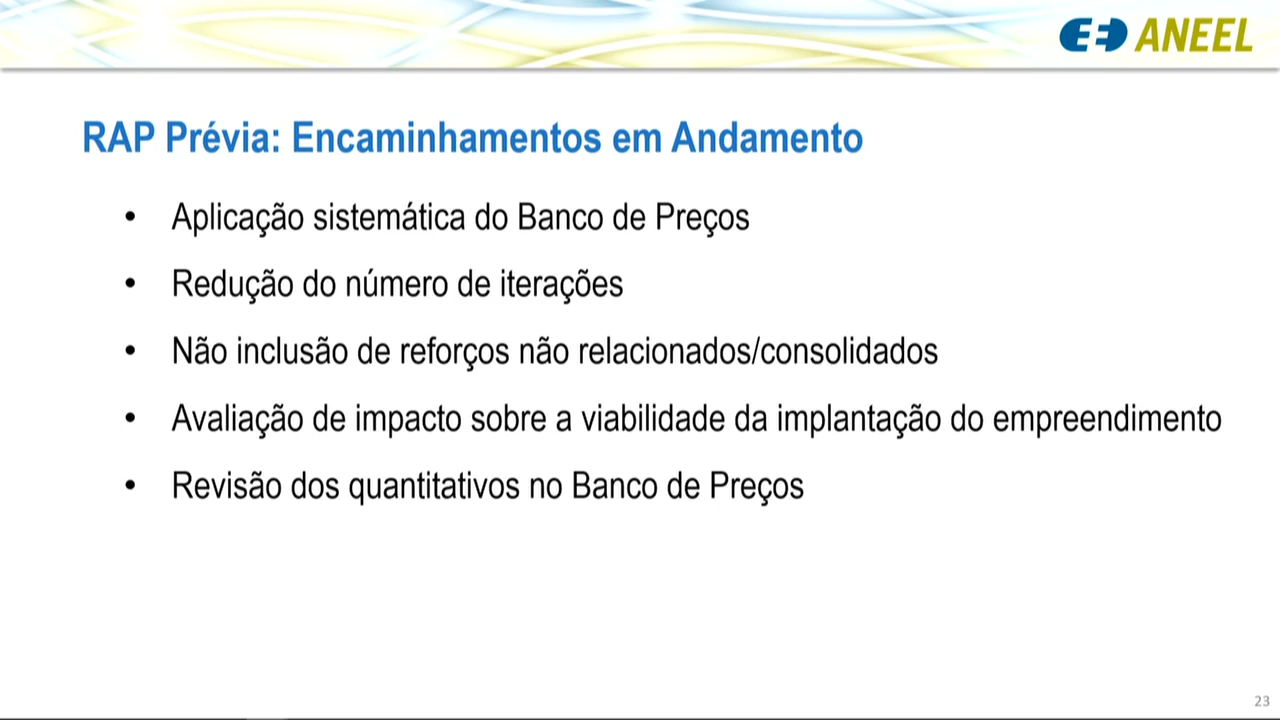 ANEEL
RAP Prévia: Encaminhamentos em Andamento
• Aplicação sistemática do Banco de Preços
• Redução do número de iterações
• Não inclusão de reforços não relacionados/consolidados
• Avaliação de impacto sobre a viabilidade da implantação do empreendimento
• Revisão dos quantitativos no Banco de Preços
23